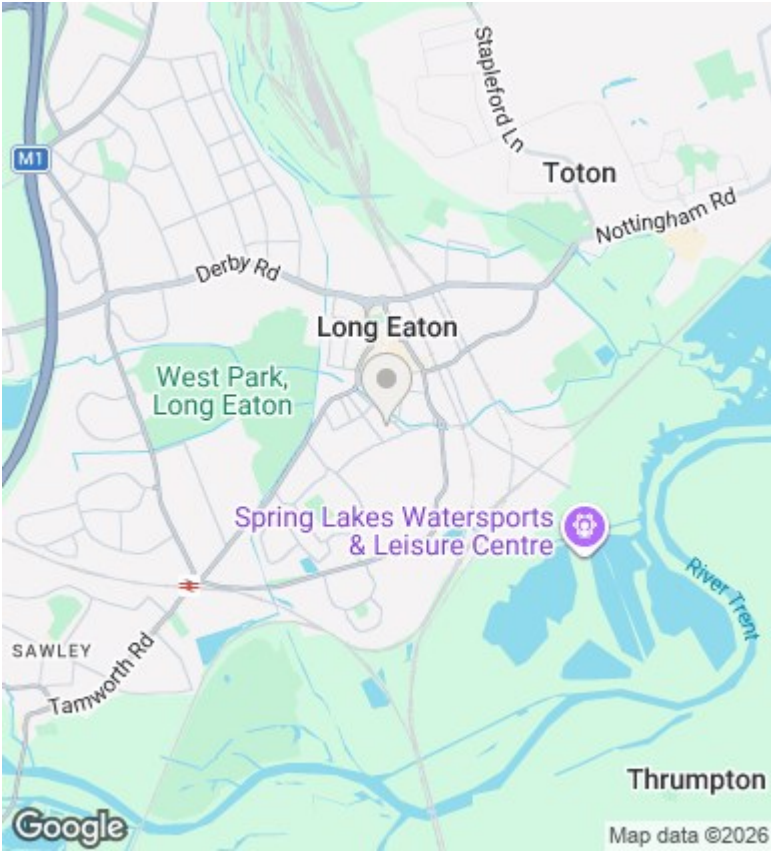 Stapleford Ln
M1
Toton
Nottingham Rd
Derby Rd
Long Eaton
West Park,
Long Eaton
Spring Lakes Watersports
& Leisure Centre
River Trent
SAWLEY
Tamworth Rd
Thrumpton
Google
Map data ©2026